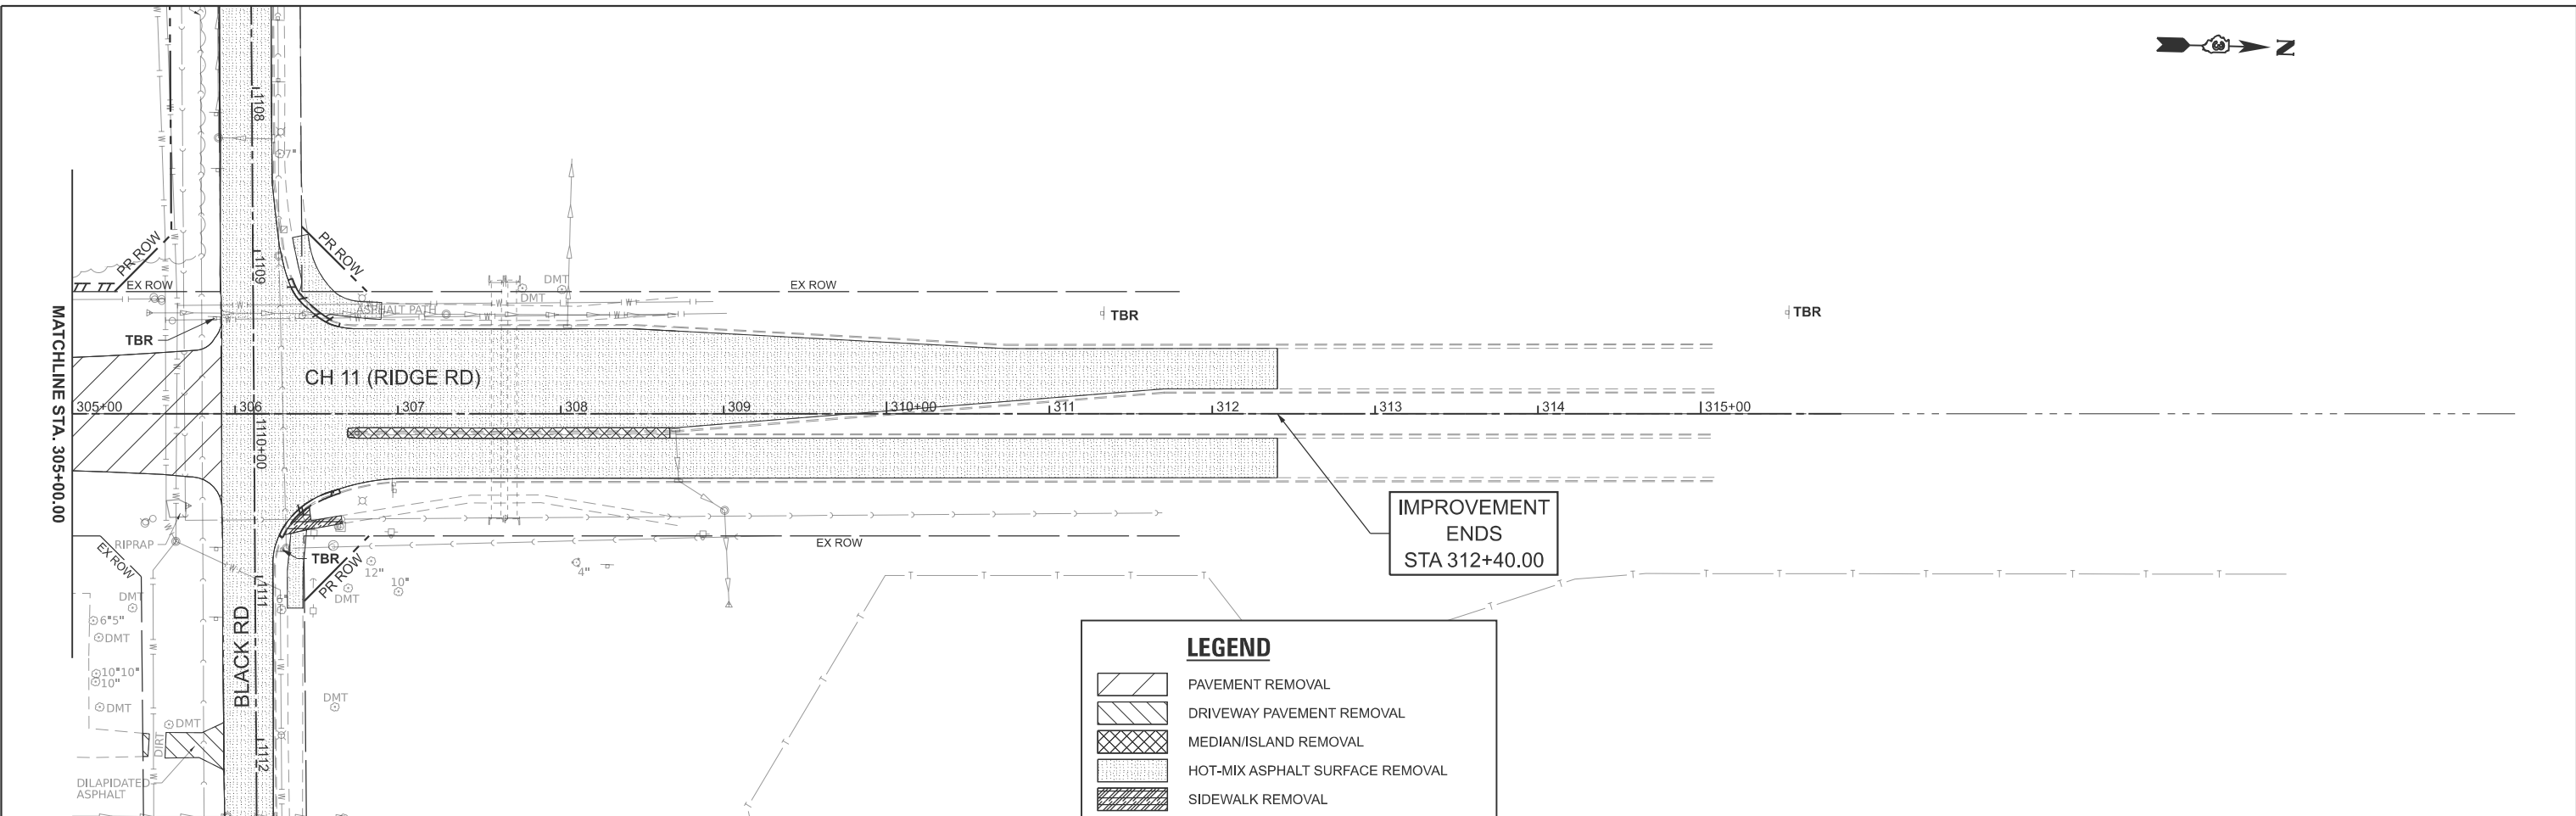 N
1108
7"
PR ROW
PR ROW
1109
DMT
DMT
EX ROW
EX ROW
ASPHALT PATH
TBR
TBR
TBR
MATCHLINE STA. 305+00.00
CH 11 (RIDGE RD)
305+00
306
307
308
309
310+00
311
312
313
314
315+00
1110+00
IMPROVEMENT
ENDS
STA 312+40.00
RIPRAP
EX ROW
TBR
PR ROW
EX ROW
12"
10"
4"
DMT
DMT
1111
6"5"
DMT
BLACK RD
10"10"
10"
DMT
DMT
DMT
DIRT
1112
DILAPIDATED
ASPHALT
LEGEND
PAVEMENT REMOVAL
DRIVEWAY PAVEMENT REMOVAL
MEDIAN/ISLAND REMOVAL
HOT-MIX ASPHALT SURFACE REMOVAL
SIDEWALK REMOVAL